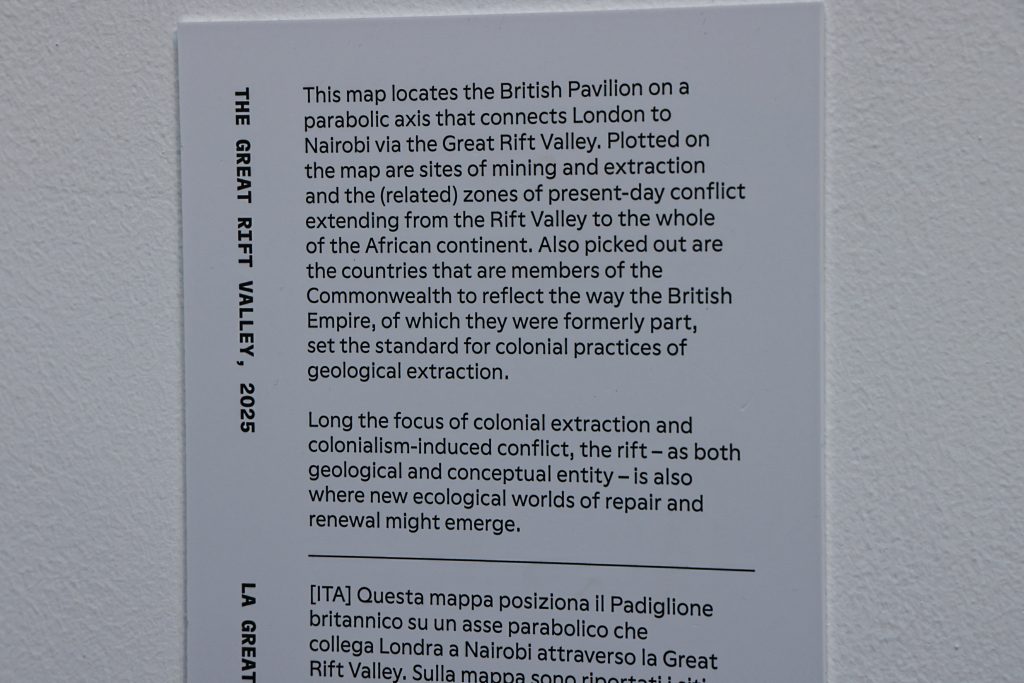 THE GREAT RIFT VALLEY, 2025
This map locates the British Pavilion on a
parabolic axis that connects London to
Nairobi via the Great Rift Valley. Plotted on
the map are sites of mining and extraction
and the (related) zones of present-day conflict
extending from the Rift Valley to the whole
of the African continent. Also picked out are
the countries that are members of the
Commonwealth to reflect the way the British
Empire, of which they were formerly part,
set the standard for colonial practices of
geological extraction.
Long the focus of colonial extraction and
colonialism-induced conflict, the rift – as both
geological and conceptual entity – is also
where new ecological worlds of repair and
renewal might emerge.
LA GREAT
[ITA] Questa mappa posiziona il Padiglione
britannico su un asse parabolico che
collega Londra a Nairobi attraverso la Great
Rift Valley. Sulla mappa sono riportati i siti